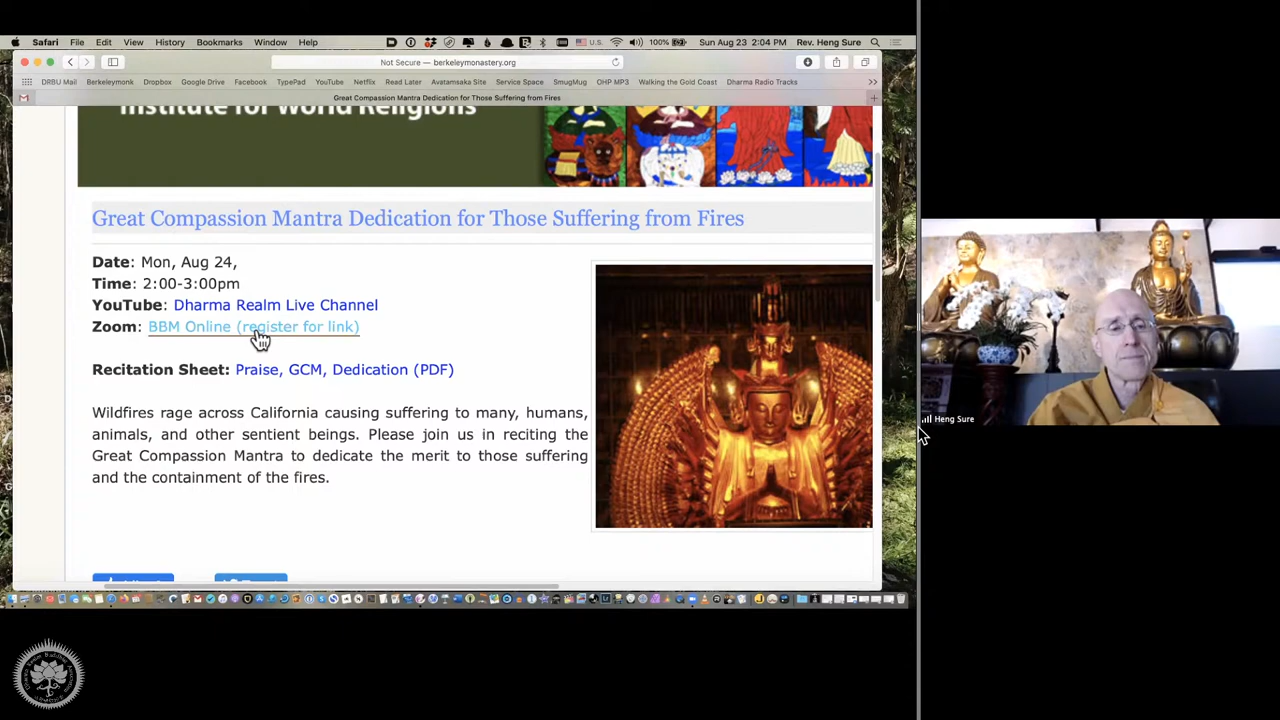 Safari File Edit View History Bookmarks Window Help
U.S. 100% Sun Aug 23 2:04 PM Rev. Heng Sure
Not Secure — berkeleymonastery.org
DRBU Mail Berkeleymonk Dropbox Google Drive Facebook TypePad YouTube Netflix Read Later Avatamsaka Site Service Space SmugMug OHP MP3 Walking the Gold Coast Dharma Radio Tracks
Great Compassion Mantra Dedication for Those Suffering from Fires
Institute for World Religions
Great Compassion Mantra Dedication for Those Suffering from Fires
Date: Mon, Aug 24,
Time: 2:00-3:00pm
YouTube: Dharma Realm Live Channel
Zoom: BBM Online (register for link)
Recitation Sheet: Praise, GCM, Dedication (PDF)
Wildfires rage across California causing suffering to many, humans,
animals, and other sentient beings. Please join us in reciting the
Great Compassion Mantra to dedicate the merit to those suffering
and the containment of the fires.
Heng Sure